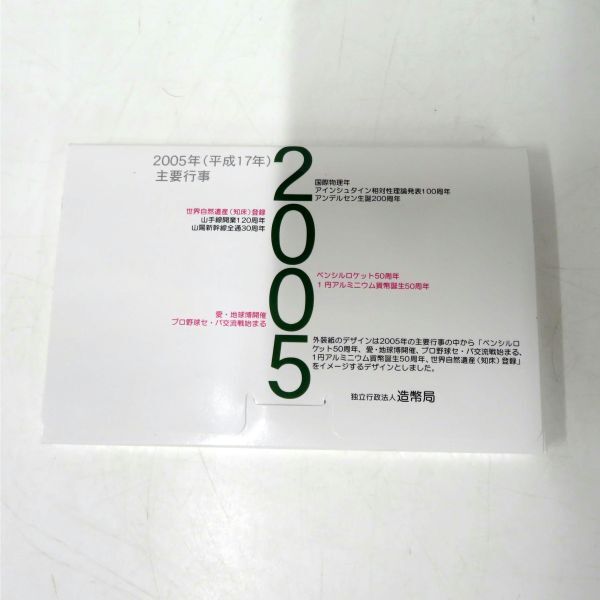 2005年(平成17年)
主要行事
2005
国際物理年
アインシュタイン相対性理論発表100周年
アンデルセン生誕200周年
世界自然遺産(知床)登録
山手線開業120周年
山陽新幹線全通30周年
ペンシルロケット50周年
1円アルミニウム貨幣誕生50周年
愛・地球博開催
プロ野球セ・パ交流戦始まる
外装紙のデザインは2005年の主要行事の中から「ペンシルロ
ケット50周年、愛・地球博開催、プロ野球セ・パ交流戦始まる、
1円アルミニウム貨幣誕生50周年、世界自然遺産(知床)登録」
をイメージするデザインとしました。
独立行政法人 造幣局